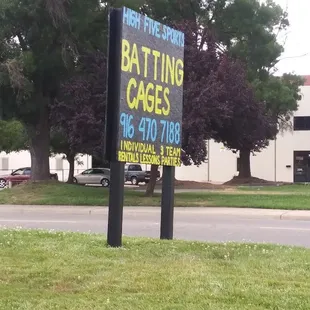 HIGH FIVE SPORTS
BATTING
CAGES
916 470 7188
INDIVIDUAL & TEAM
RENTALS LESSONS PARTIES